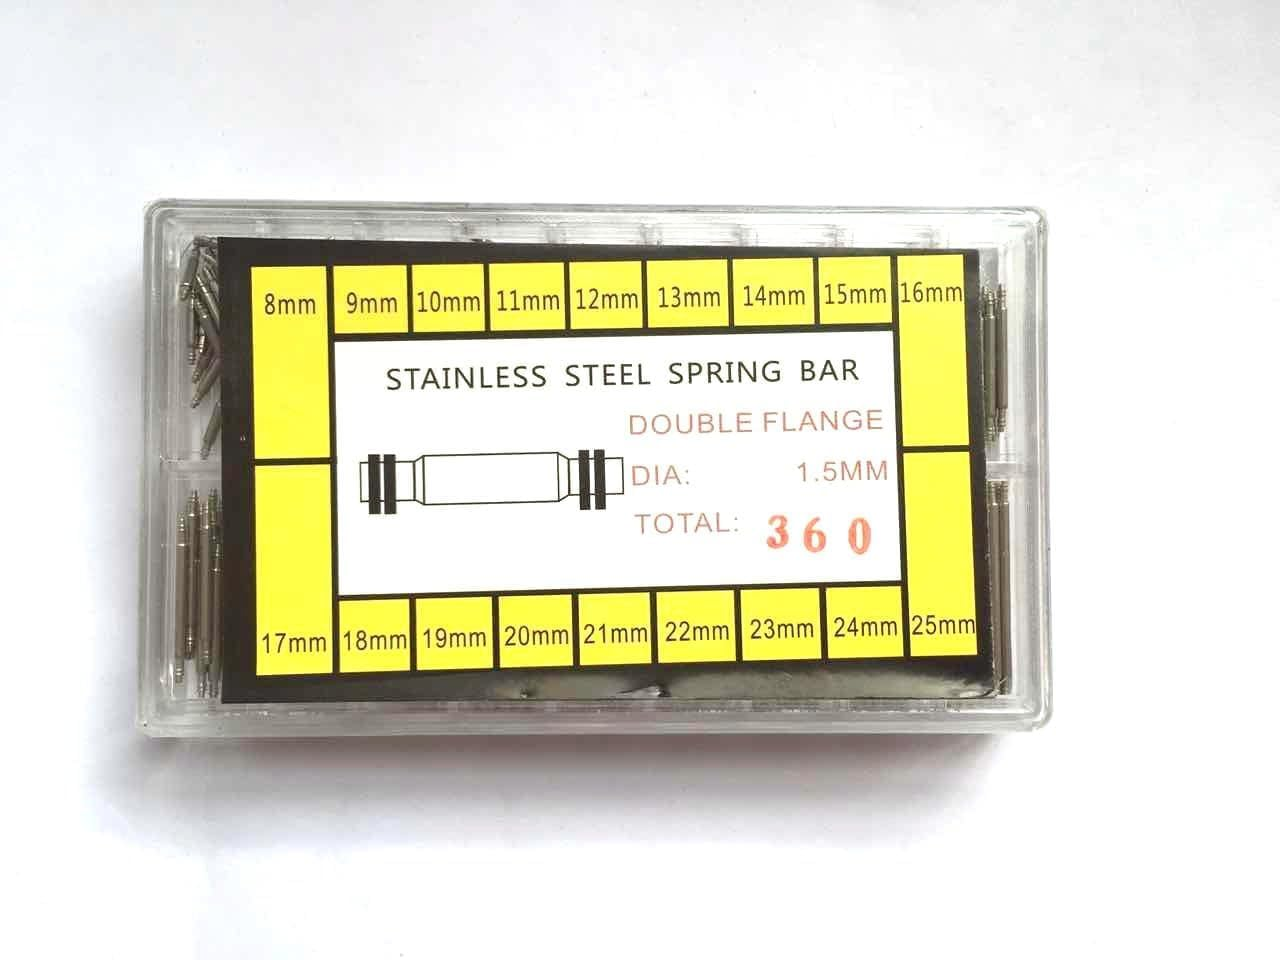 8mm 9mm 10mm 11mm 12mm 13mm 14mm 15mm 16mm
STAINLESS STEEL SPRING BAR
DOUBLE FLANGE
DIA: 1.5MM
TOTAL: 360
17mm 18mm 19mm 20mm 21mm 22mm 23mm 24mm 25mm